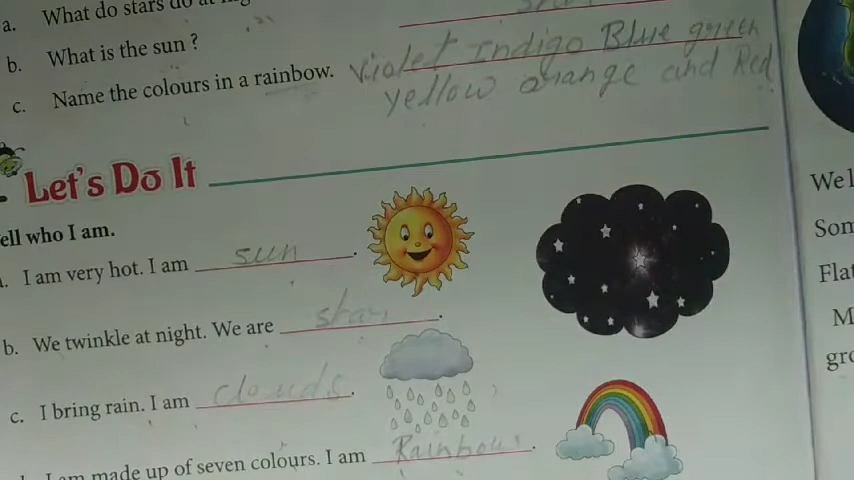 a. What do stars do at
b. What is the sun ?
c. Name the colours in a rainbow. Violet Indigo Blue green
yellow orange and Red
Let's Do It
ell who I am.
. I am very hot. I am sun.
b. We twinkle at night. We are star.
c. I bring rain. I am clouds.
I am made up of seven colours. I am Rainbows.
We l
Som
Flat
M
gro